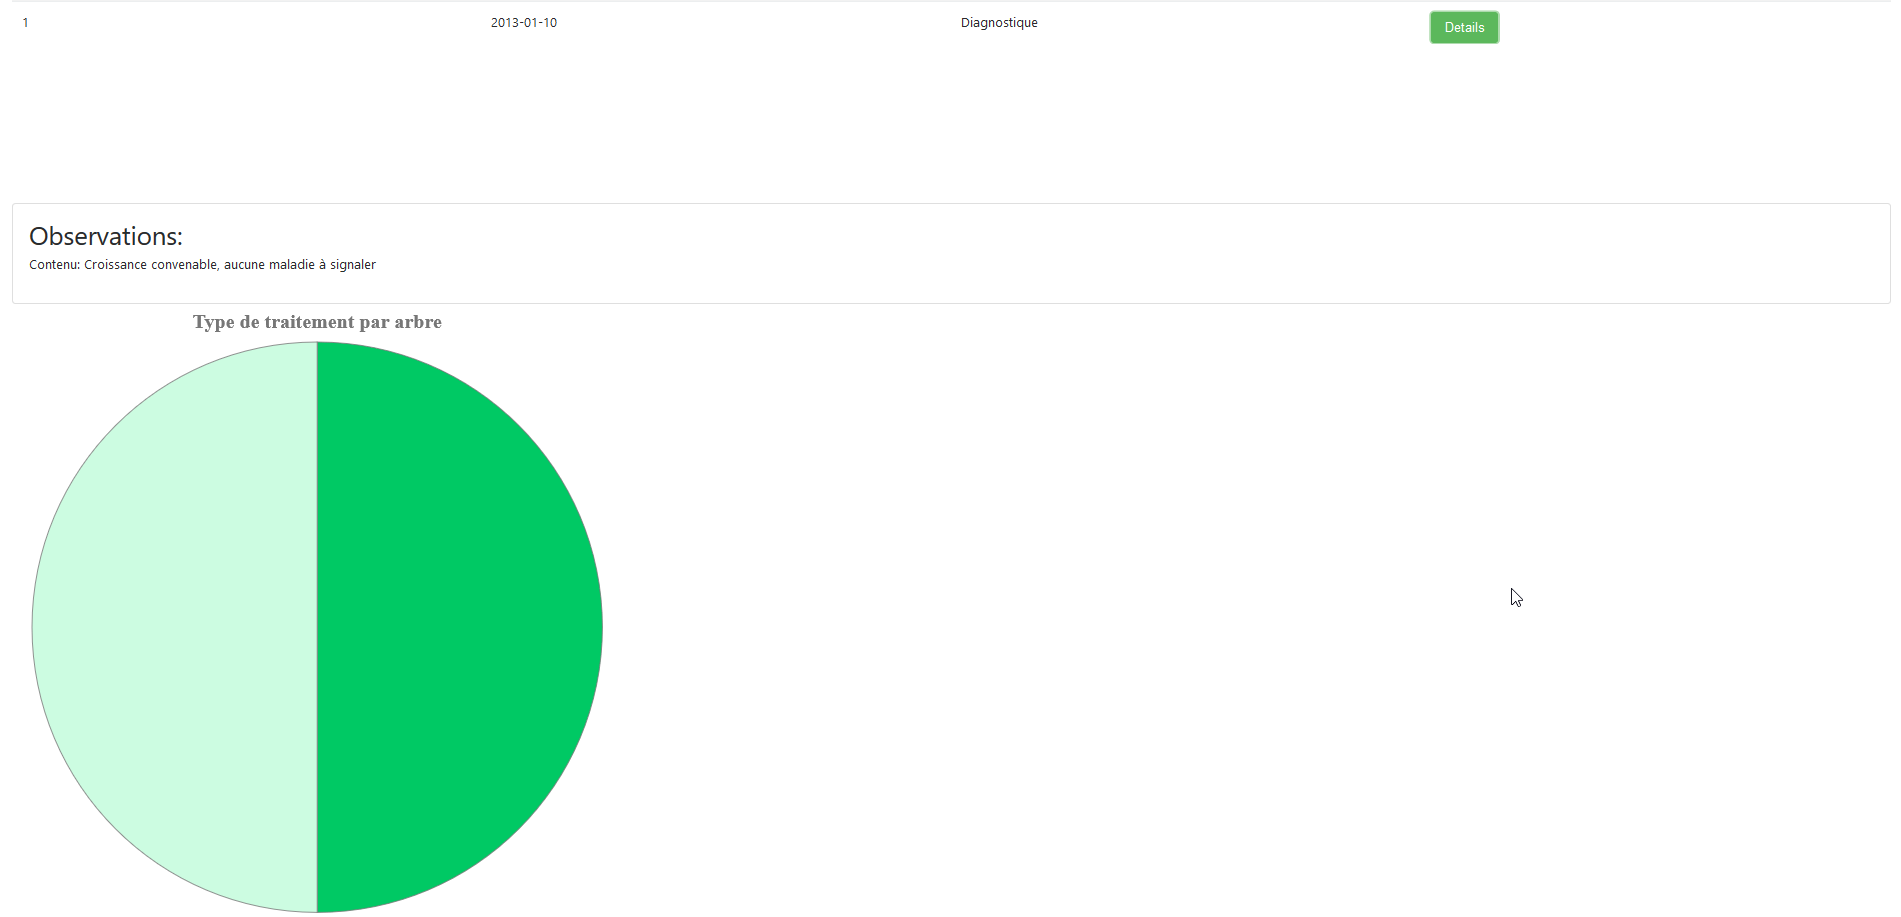 1 2013-01-10 Diagnostique Details
Observations:
Contenu: Croissance convenable, aucune maladie à signaler
Type de traitement par arbre